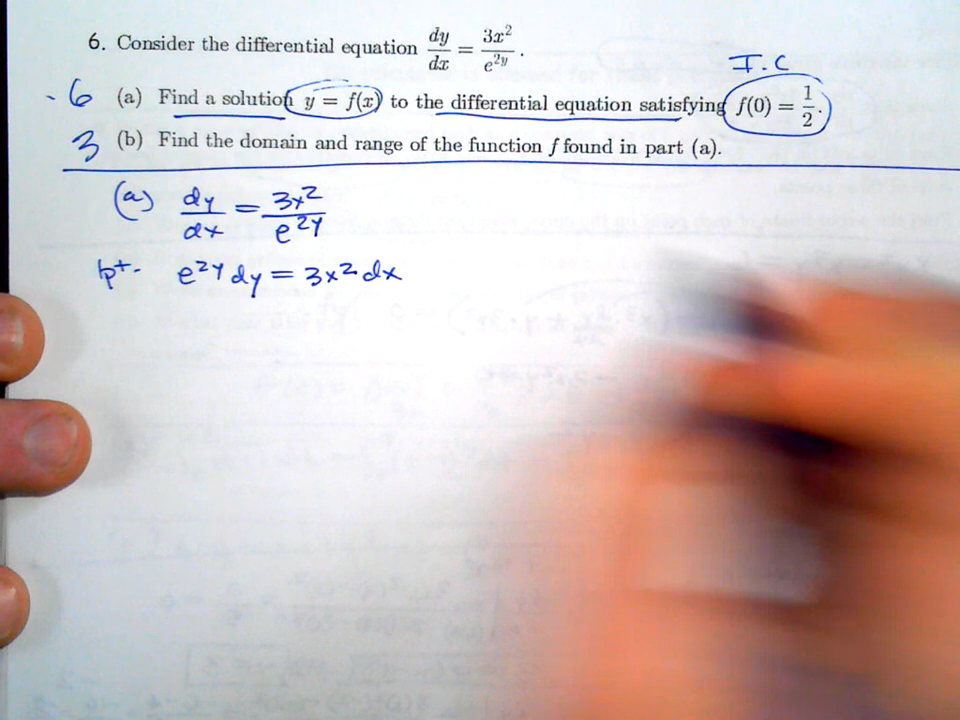 6. Consider the differential equation dy/dx = 3x²/e^{2y}.
I.C
- 6 (a) Find a solution y = f(x) to the differential equation satisfying f(0) = 1/2.
3 (b) Find the domain and range of the function f found in part (a).
(a) dy/dx = 3x²/e^{2y}
e^{2y} dy = 3x² dx